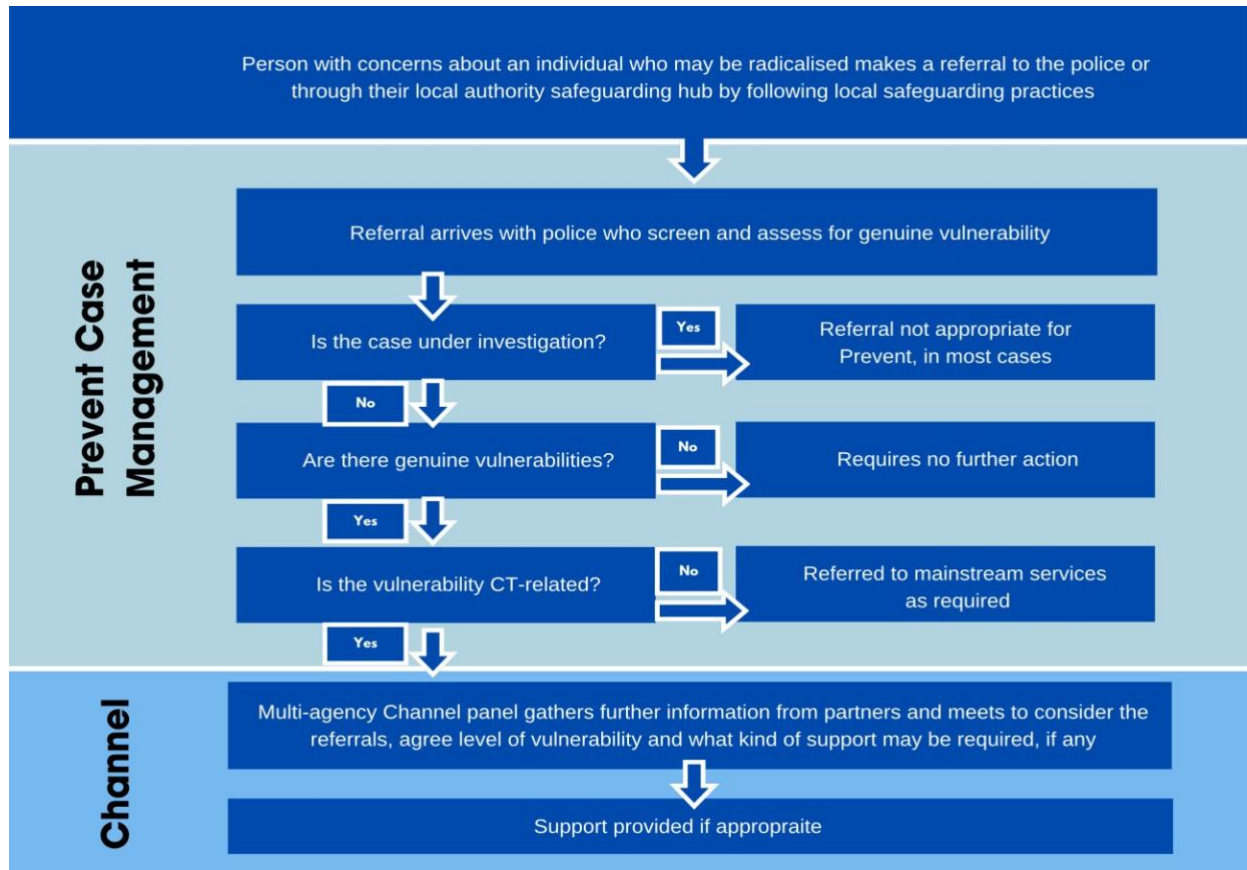 Person with concerns about an individual who may be radicalised makes a referral to the police or
through their local authority safeguarding hub by following local safeguarding practices
Prevent Case
Management
Referral arrives with police who screen and assess for genuine vulnerability
Is the case under investigation?
Yes
Referral not appropriate for
Prevent, in most cases
No
Are there genuine vulnerabilities?
No
Requires no further action
Yes
Is the vulnerability CT-related?
No
Referred to mainstream services
as required
Yes
Channel
Multi-agency Channel panel gathers further information from partners and meets to consider the
referrals, agree level of vulnerability and what kind of support may be required, if any
Support provided if appropraite